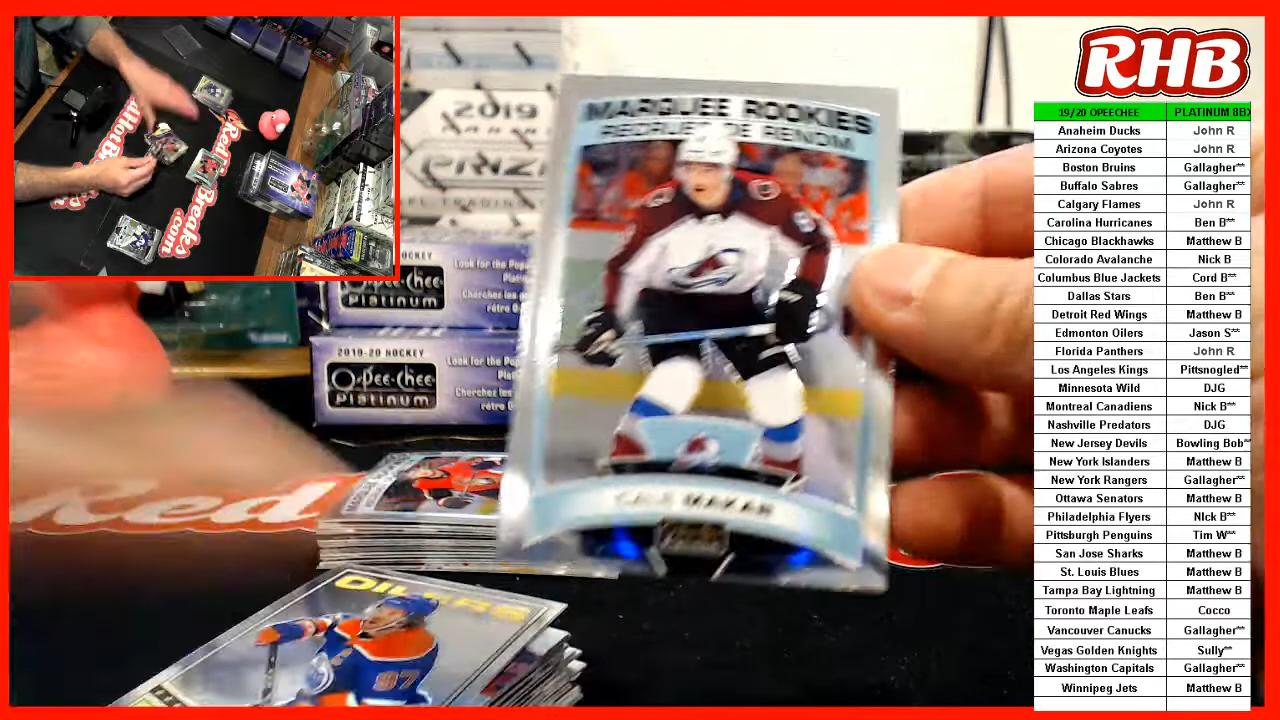 RHB
19/20 OPEECHEE PLATINUM 8BX
Anaheim Ducks John R
Arizona Coyotes John R
Boston Bruins Gallagher**
Buffalo Sabres Gallagher**
Calgary Flames John R
Carolina Hurricanes Ben B**
Chicago Blackhawks Matthew B
Colorado Avalanche Nick B
Columbus Blue Jackets Cord B**
Dallas Stars Ben B**
Detroit Red Wings Matthew B
Edmonton Oilers Jason S**
Florida Panthers John R
Los Angeles Kings Pittsnogled**
Minnesota Wild DJG
Montreal Canadiens Nick B**
Nashville Predators DJG
New Jersey Devils Bowling Bob**
New York Islanders Matthew B
New York Rangers Gallagher**
Ottawa Senators Matthew B
Philadelphia Flyers NIck B**
Pittsburgh Penguins Tim W**
San Jose Sharks Matthew B
St. Louis Blues Matthew B
Tampa Bay Lightning Matthew B
Toronto Maple Leafs Cocco
Vancouver Canucks Gallagher**
Vegas Golden Knights Sully**
Washington Capitals Gallagher**
Winnipeg Jets Matthew B
MARQUEE ROOKIES
RECRUE DE RENOM
CALE MAKAR
2019
PRIZM
HOCKEY
O-Pee-Chee
Platinum
Look for the
Cherchez les
rétro
2019-20 HOCKEY
O-Pee-Chee
Platinum
Look for the
Cherchez les
rétro
Red
OILERS
97